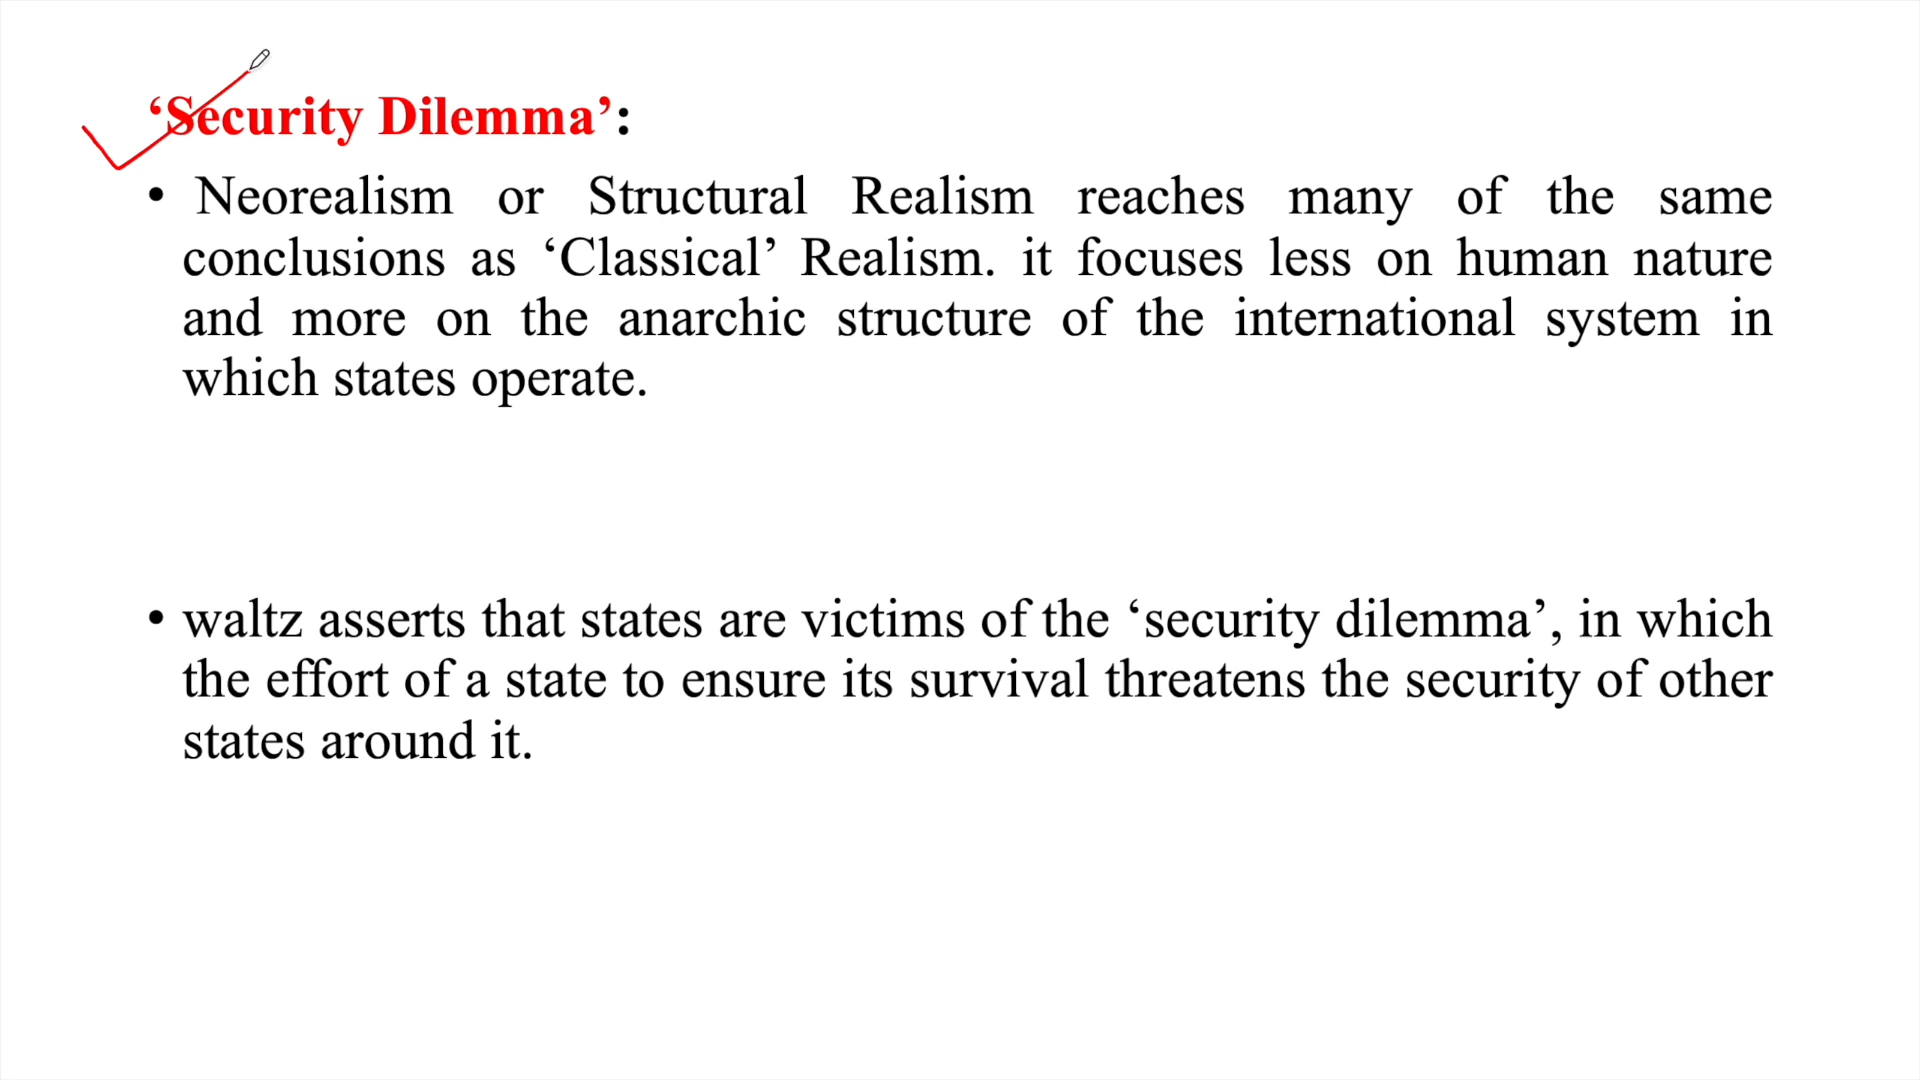 ‘Security Dilemma’:
• Neorealism or Structural Realism reaches many of the same
conclusions as ‘Classical’ Realism. it focuses less on human nature
and more on the anarchic structure of the international system in
which states operate.
• waltz asserts that states are victims of the ‘security dilemma’, in which
the effort of a state to ensure its survival threatens the security of other
states around it.